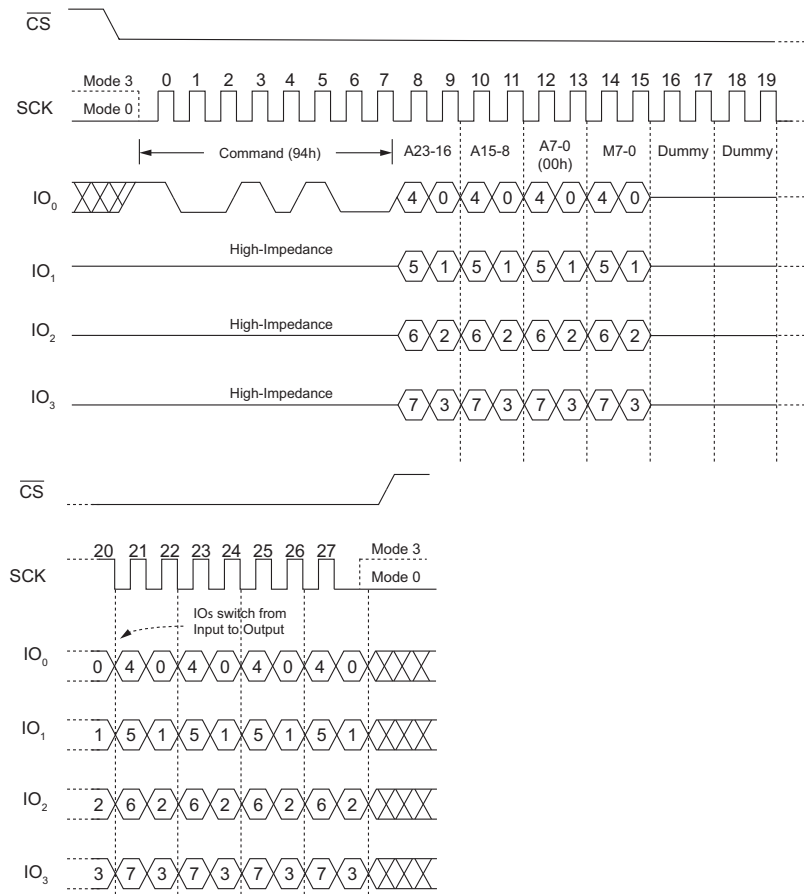 CS
Mode 3
0 1 2 3 4 5 6 7 8 9 10 11 12 13 14 15 16 17 18 19
SCK
Mode 0
Command (94h)
A23-16
A15-8
A7-0
(00h)
M7-0
Dummy
Dummy
IO0
4 0 4 0 4 0 4 0
High-Impedance
IO1
5 1 5 1 5 1 5 1
High-Impedance
IO2
6 2 6 2 6 2 6 2
High-Impedance
IO3
7 3 7 3 7 3 7 3
CS
20 21 22 23 24 25 26 27
Mode 3
SCK
Mode 0
IOs switch from
Input to Output
IO0
0 4 0 4 0 4 0 4 0
IO1
1 5 1 5 1 5 1 5 1
IO2
2 6 2 6 2 6 2 6 2
IO3
3 7 3 7 3 7 3 7 3